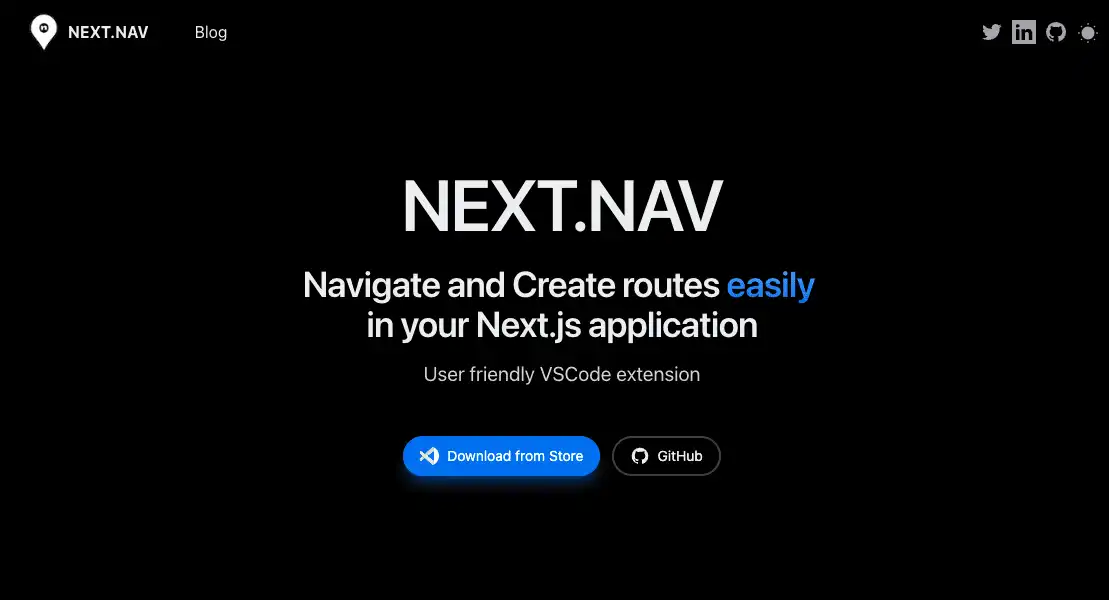 NEXT.NAV
Blog
in
NEXT.NAV
Navigate and Create routes easily
in your Next.js application
User friendly VSCode extension
Download from Store
GitHub